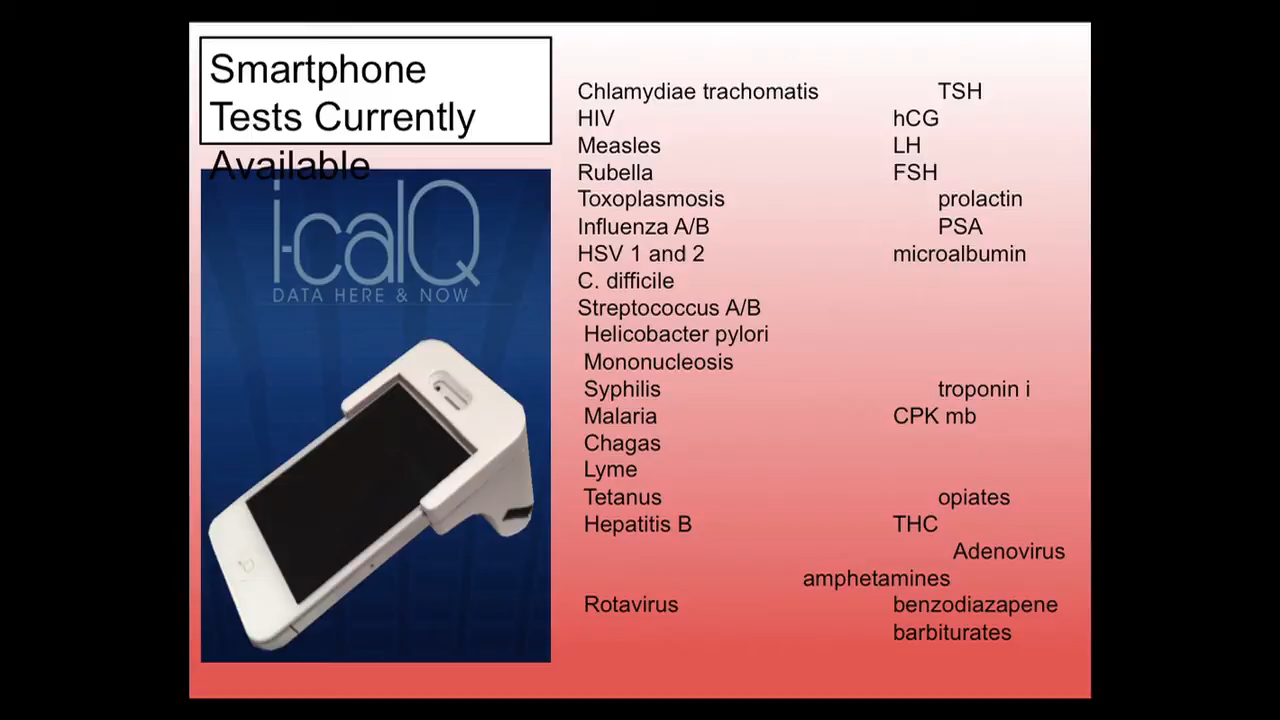 Smartphone
Tests Currently
Available
i-calQ
DATA HERE & NOW
Chlamydiae trachomatis TSH
HIV hCG
Measles LH
Rubella FSH
Toxoplasmosis prolactin
Influenza A/B PSA
HSV 1 and 2 microalbumin
C. difficile
Streptococcus A/B
Helicobacter pylori
Mononucleosis
Syphilis troponin i
Malaria CPK mb
Chagas
Lyme
Tetanus opiates
Hepatitis B THC
Adenovirus
amphetamines
Rotavirus benzodiazapene
barbiturates